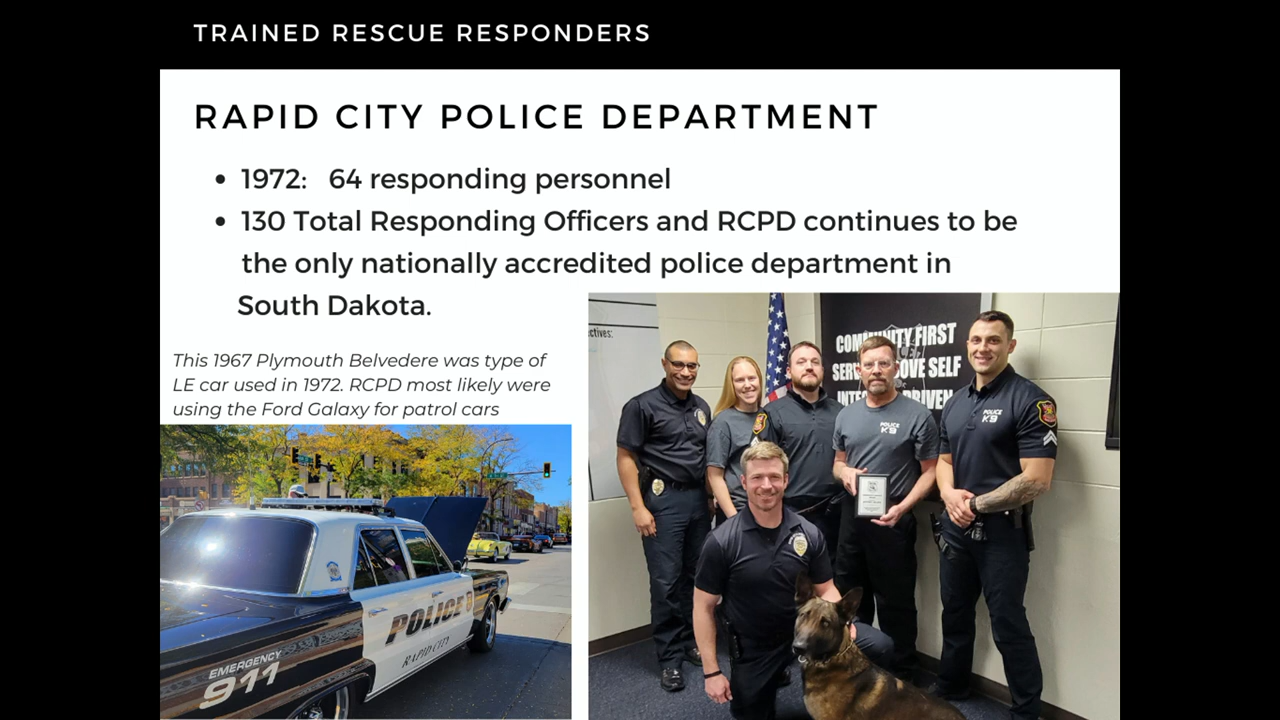 TRAINED RESCUE RESPONDERS
RAPID CITY POLICE DEPARTMENT
• 1972:   64 responding personnel
• 130 Total Responding Officers and RCPD continues to be
the only nationally accredited police department in
South Dakota.
This 1967 Plymouth Belvedere was type of
LE car used in 1972. RCPD most likely were
using the Ford Galaxy for patrol cars
POLICE
RAPID CITY
EMERGENCY
911
ctives:
COMMUNITY FIRST
POLICE
K9
POLICE
K9